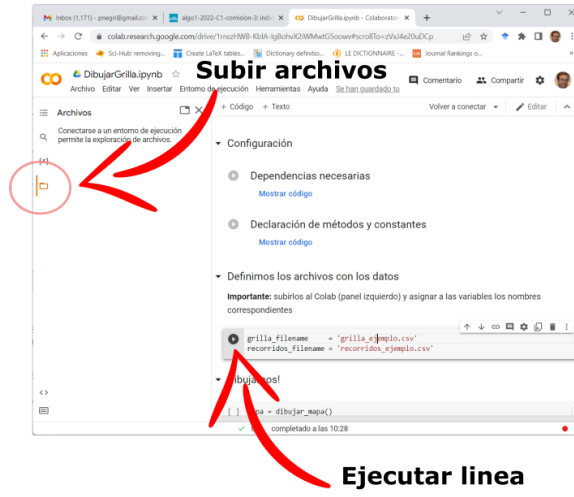 Inbox (1,171) - pnegri@gmail.co
algo1-2022-C1-comision-3: indic
DibujarGrilla.ipynb - Colaborator
colab.research.google.com/drive/1rnszHWB-KbIA-IgBohvX2iWMwtG5oowv#scrollTo=zVxJ4e20uDCp
Aplicaciones
Sci-Hub: removing...
Create LaTeX tables...
Dictionary definitio...
LE DICTIONNAIRE -...
Journal Rankings o...
DibujarGrilla.ipynb
Subir archivos
Comentario
Compartir
Archivo Editar Ver Insertar Entorno de ejecución Herramientas Ayuda Se han guardado to
Archivos
+ Código + Texto
Volver a conectar
Editar
Conectarse a un entorno de ejecución
permite la exploración de archivos.
{x}
Configuración
Dependencias necesarias
Mostrar código
Declaración de métodos y constantes
Mostrar código
Definimos los archivos con los datos
Importante: subirlos al Colab (panel izquierdo) y asignar a las variables los nombres
correspondientes
grilla_filename = 'grilla_ejemplo.csv'
recorridos_filename = 'recorridos_ejemplo.csv'
[ ] = dibujar_mapa()
completado a las 10:28
Ejecutar linea